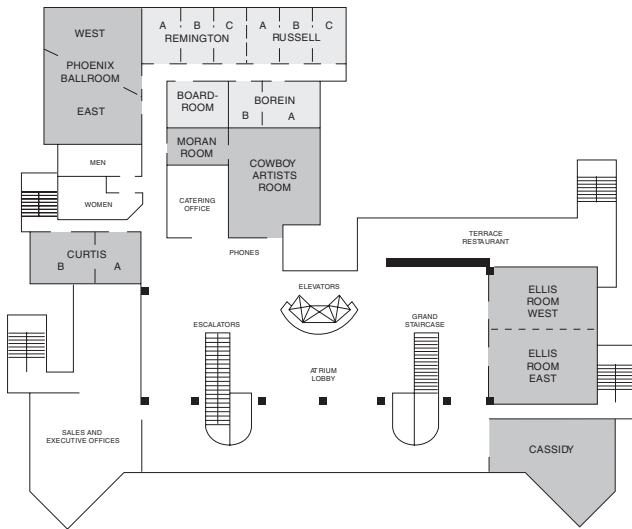 WEST
PHOENIX
BALLROOM
EAST
A B C
REMINGTON
A B C
RUSSELL
BOARD-
ROOM
BOREIN
B A
MORAN
ROOM
COWBOY
ARTISTS
ROOM
MEN
WOMEN
CATERING
OFFICE
CURTIS
B A
PHONES
TERRACE
RESTAURANT
ELEVATORS
ELLIS
ROOM
WEST
ESCALATORS
GRAND
STAIRCASE
ELLIS
ROOM
EAST
ATRIUM
LOBBY
SALES AND
EXECUTIVE OFFICES
CASSIDY